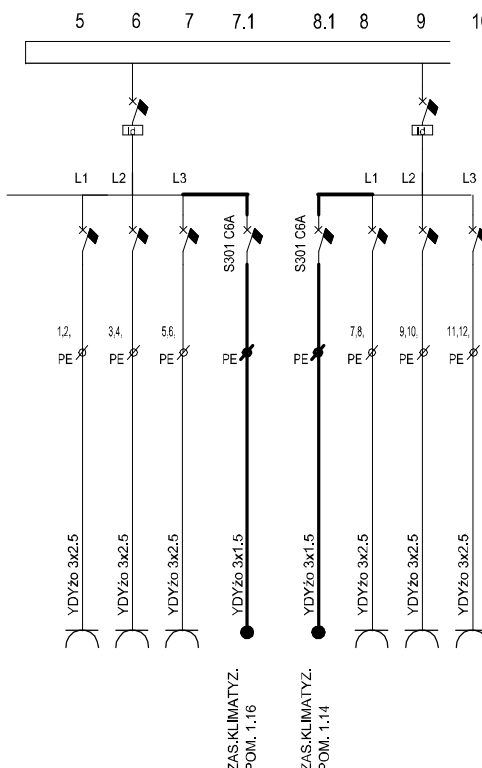 5 6 7 7.1 8.1 8 9 10
Id Id
L1 L2 L3 L1 L2 L3
S301 C6A S301 C6A
1,2, 3,4, 5,6, 7,8, 9,10, 11,12,
PE PE PE PE PE PE PE PE
YDYżo 3x2.5
YDYżo 3x2.5
YDYżo 3x2.5
YDYżo 3x1.5
YDYżo 3x1.5
YDYżo 3x2.5
YDYżo 3x2.5
YDYżo 3x2.5
ZAS.KLIMATYZ.
POM. 1.16
ZAS.KLIMATYZ.
POM. 1.14